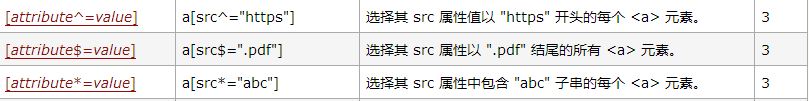 [attribute^=value] a[src^="https"] 选择其 src 属性值以 "https" 开头的每个 <a> 元素。 3
[attribute$=value] a[src$=".pdf"] 选择其 src 属性以 ".pdf" 结尾的所有 <a> 元素。 3
[attribute*=value] a[src*="abc"] 选择其 src 属性中包含 "abc" 子串的每个 <a> 元素。 3